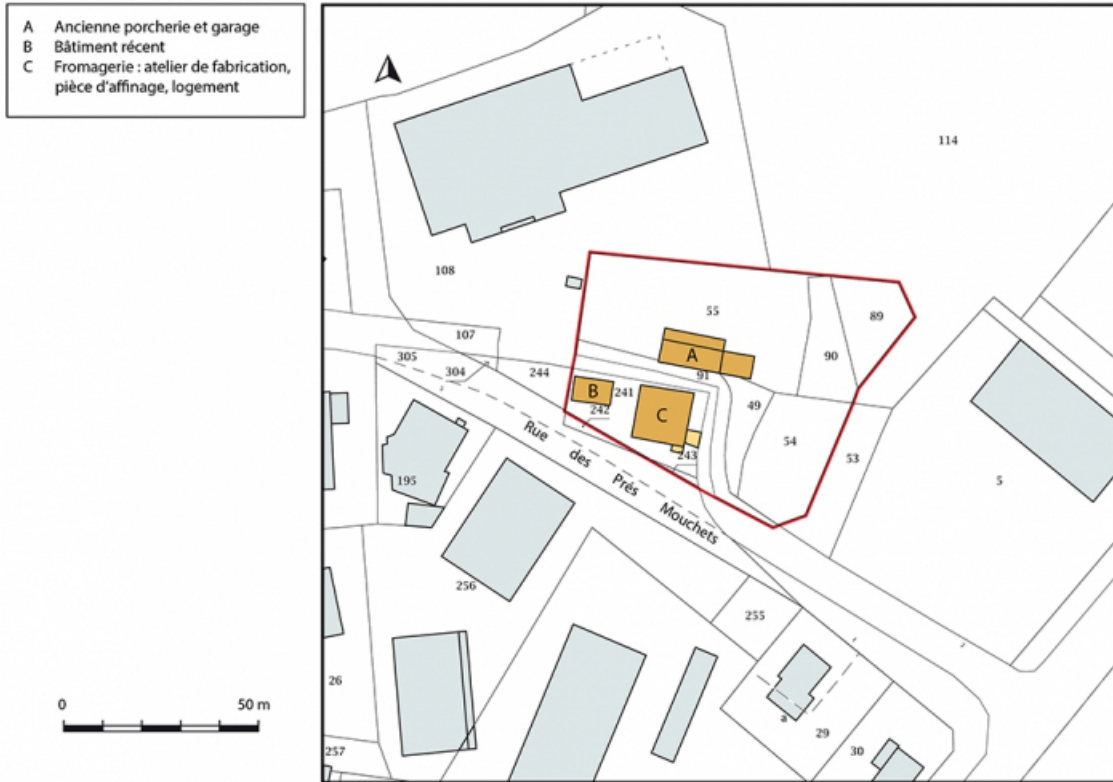 A Ancienne porcherie et garage
B Bâtiment récent
C Fromagerie : atelier de fabrication,
pièce d'affinage, logement
114
108
55
89
107
305
304
244
A
90
91
B
241
C
49
242
54
53
243
5
195
Rue des Prés Mouchets
256
255
26
0 50 m
a
29
30
257